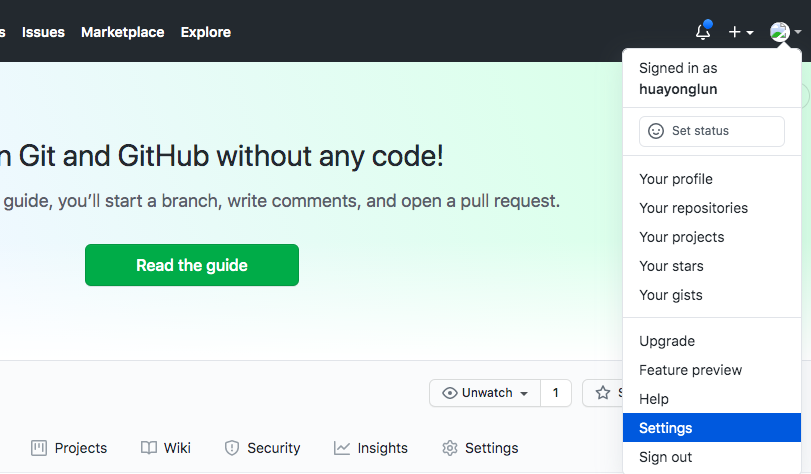 Issues Marketplace Explore
Signed in as
huayonglun
Set status
n Git and GitHub without any code!
guide, you'll start a branch, write comments, and open a pull request.
Read the guide
Your profile
Your repositories
Your projects
Your stars
Your gists
Upgrade
Feature preview
Help
Settings
Sign out
Unwatch 1
Projects Wiki Security Insights Settings